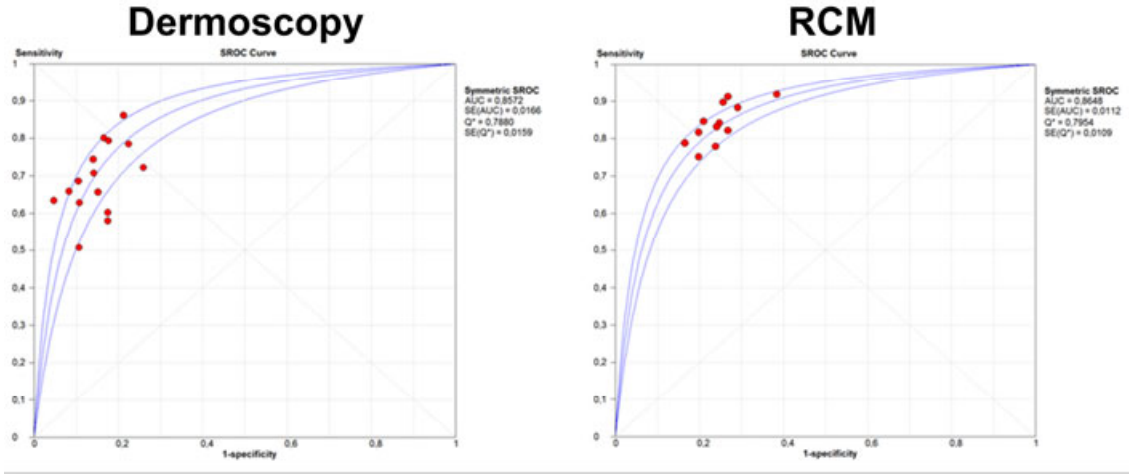 Dermoscopy
Sensitivity
SROC Curve
Symmetric SROC
AUC = 0,8572
SE(AUC) = 0,0166
Q* = 0,7880
SE(Q*) = 0,0159
1
0,9
0,8
0,7
0,6
0,5
0,4
0,3
0,2
0,1
0
0 0,2 0,4 0,6 0,8 1
1-specificity
RCM
Sensitivity
SROC Curve
Symmetric SROC
AUC = 0,8648
SE(AUC) = 0,0112
Q* = 0,7954
SE(Q*) = 0,0109
1
0,9
0,8
0,7
0,6
0,5
0,4
0,3
0,2
0,1
0
0 0,2 0,4 0,6 0,8 1
1-specificity